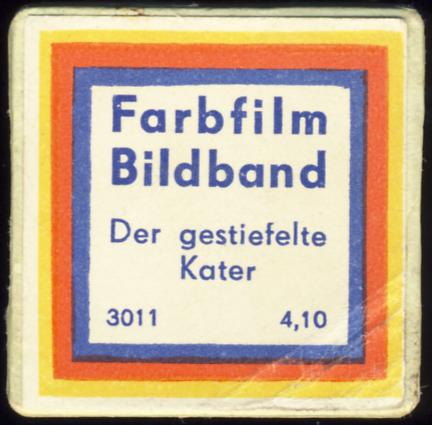 Farbfilm
Bildband
Der gestiefelte
Kater
3011 4,10